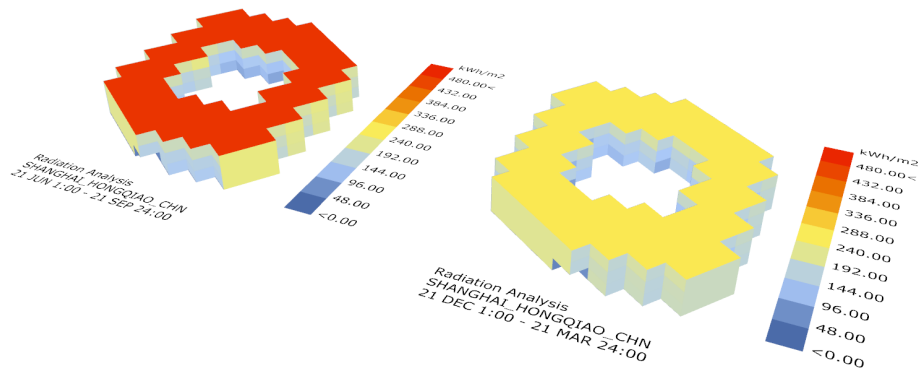 kWh/m2
480.00<
432.00
384.00
336.00
288.00
240.00
192.00
144.00
96.00
48.00
<0.00
Radiation Analysis
SHANGHAI_HONGQIAO_CHN
21 JUN 1:00 - 21 SEP 24:00
kWh/m2
480.00<
432.00
384.00
336.00
288.00
240.00
192.00
144.00
96.00
48.00
<0.00
Radiation Analysis
SHANGHAI_HONGQIAO_CHN
21 DEC 1:00 - 21 MAR 24:00